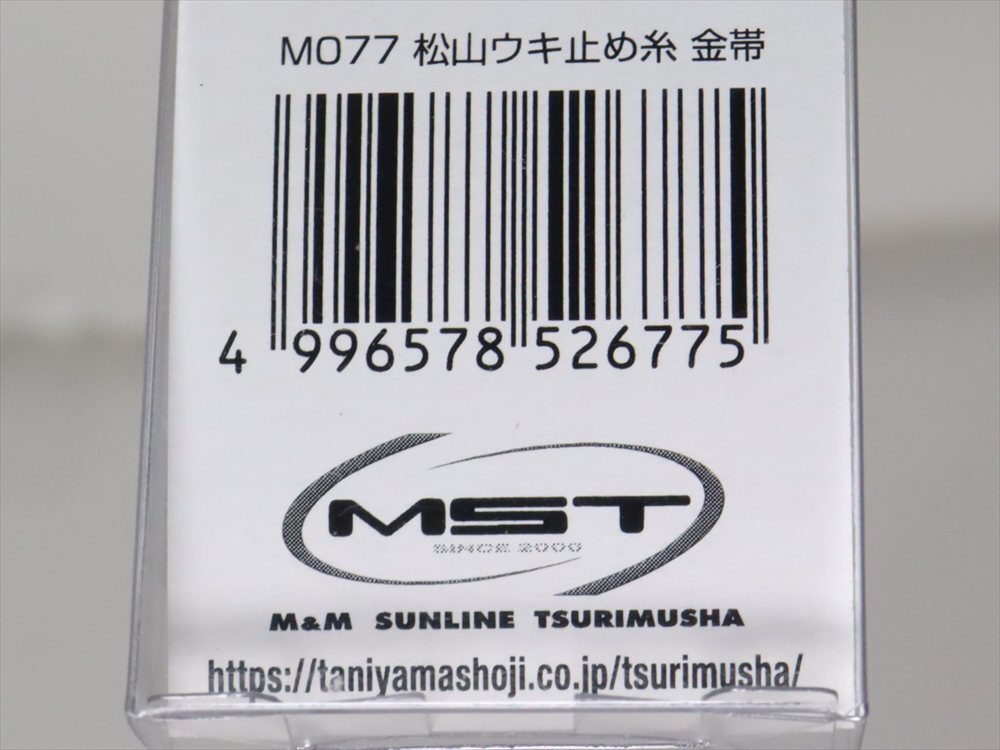 M077 松山ウキ止め糸 金帯
4 996578 526775
MST
SINCE 2000
M&M SUNLINE TSURIMUSHA
https://taniyamashoji.co.jp/tsurimusha/